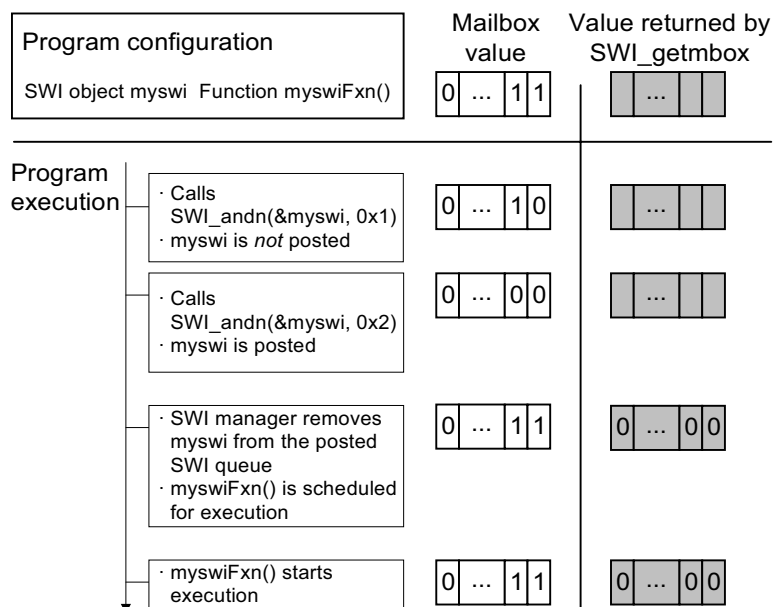 Program configuration
SWI object myswi Function myswiFxn()
Mailbox
value
Value returned by
SWI_getmbox
0 ... 1 1
...
Program
execution
· Calls
SWI_andn(&myswi, 0x1)
· myswi is not posted
0 ... 1 0
...
· Calls
SWI_andn(&myswi, 0x2)
· myswi is posted
0 ... 0 0
...
· SWI manager removes
myswi from the posted
SWI queue
· myswiFxn() is scheduled
for execution
0 ... 1 1
0 ... 0 0
· myswiFxn() starts
execution
0 ... 1 1
0 ... 0 0